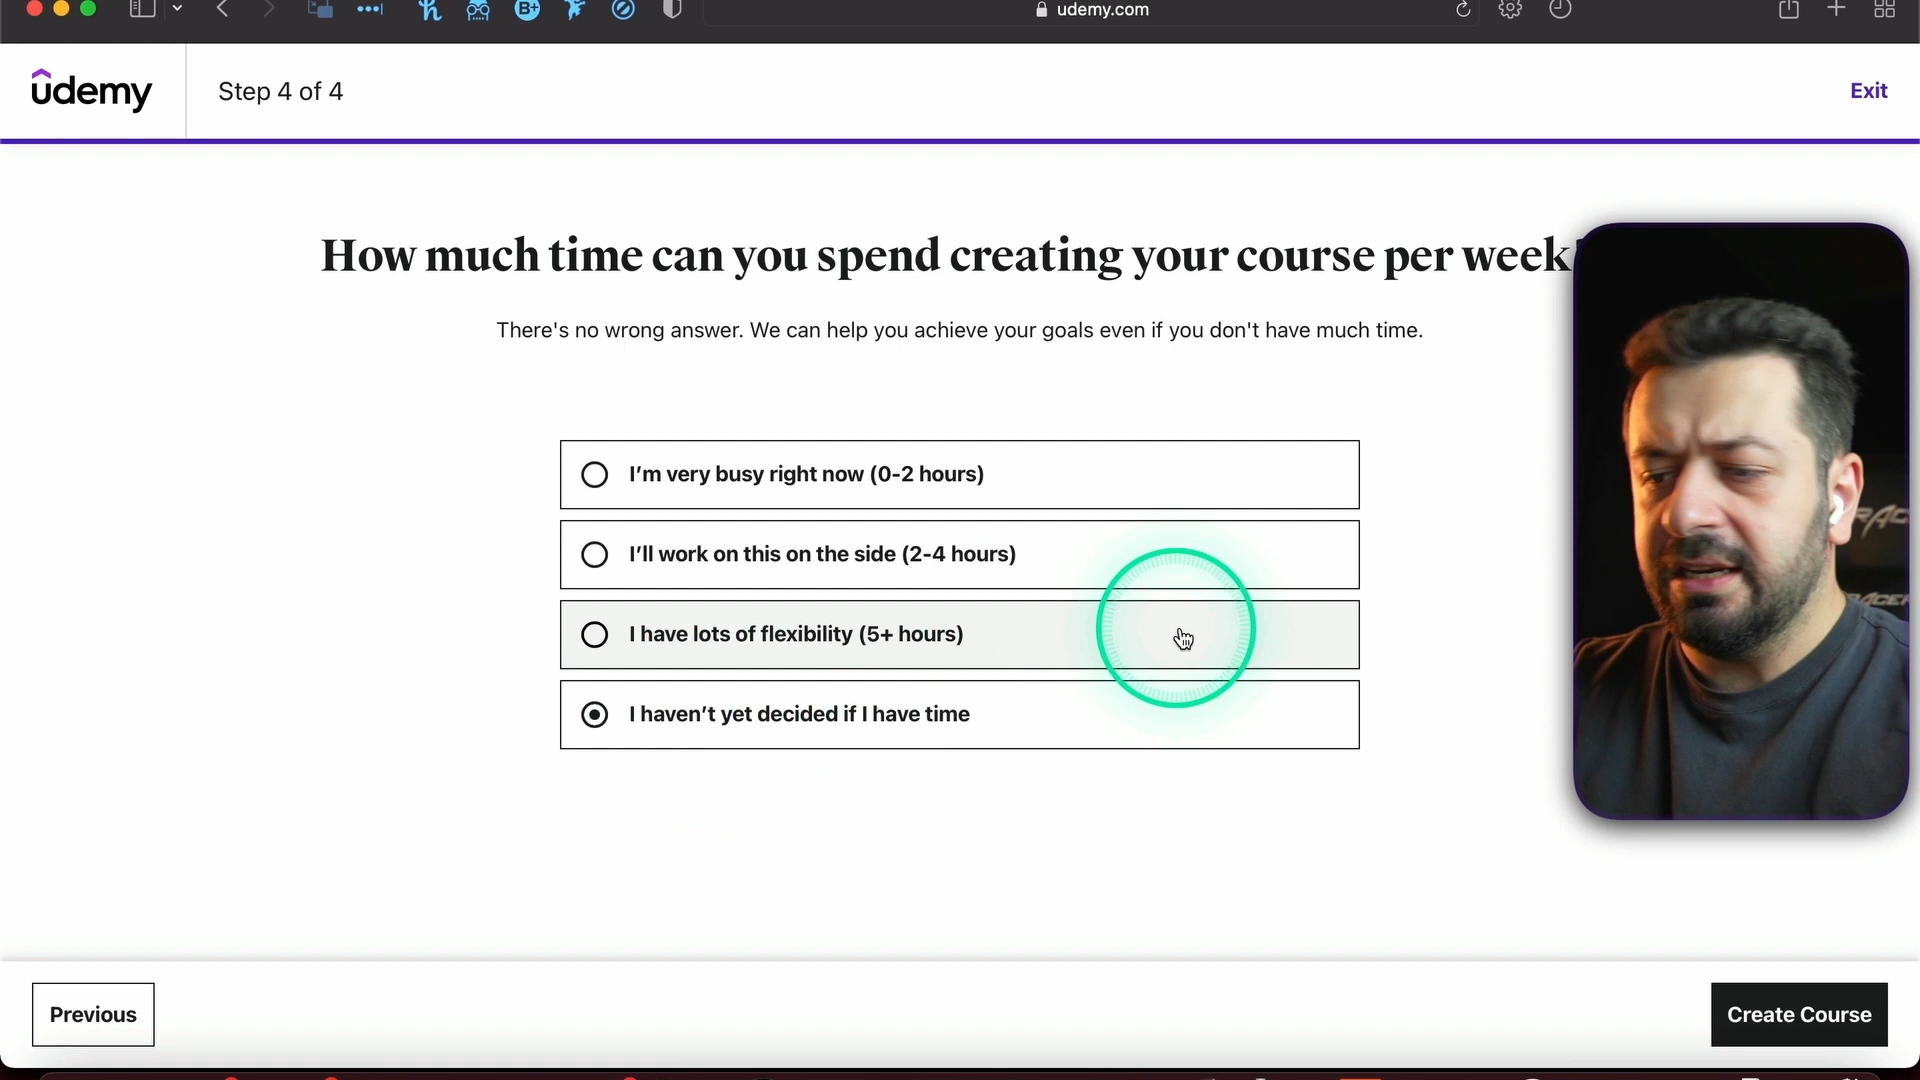 udemy.com
ûdemy
Step 4 of 4
Exit
How much time can you spend creating your course per week
There's no wrong answer. We can help you achieve your goals even if you don't have much time.
I’m very busy right now (0-2 hours)
I’ll work on this on the side (2-4 hours)
I have lots of flexibility (5+ hours)
I haven’t yet decided if I have time
Previous
Create Course